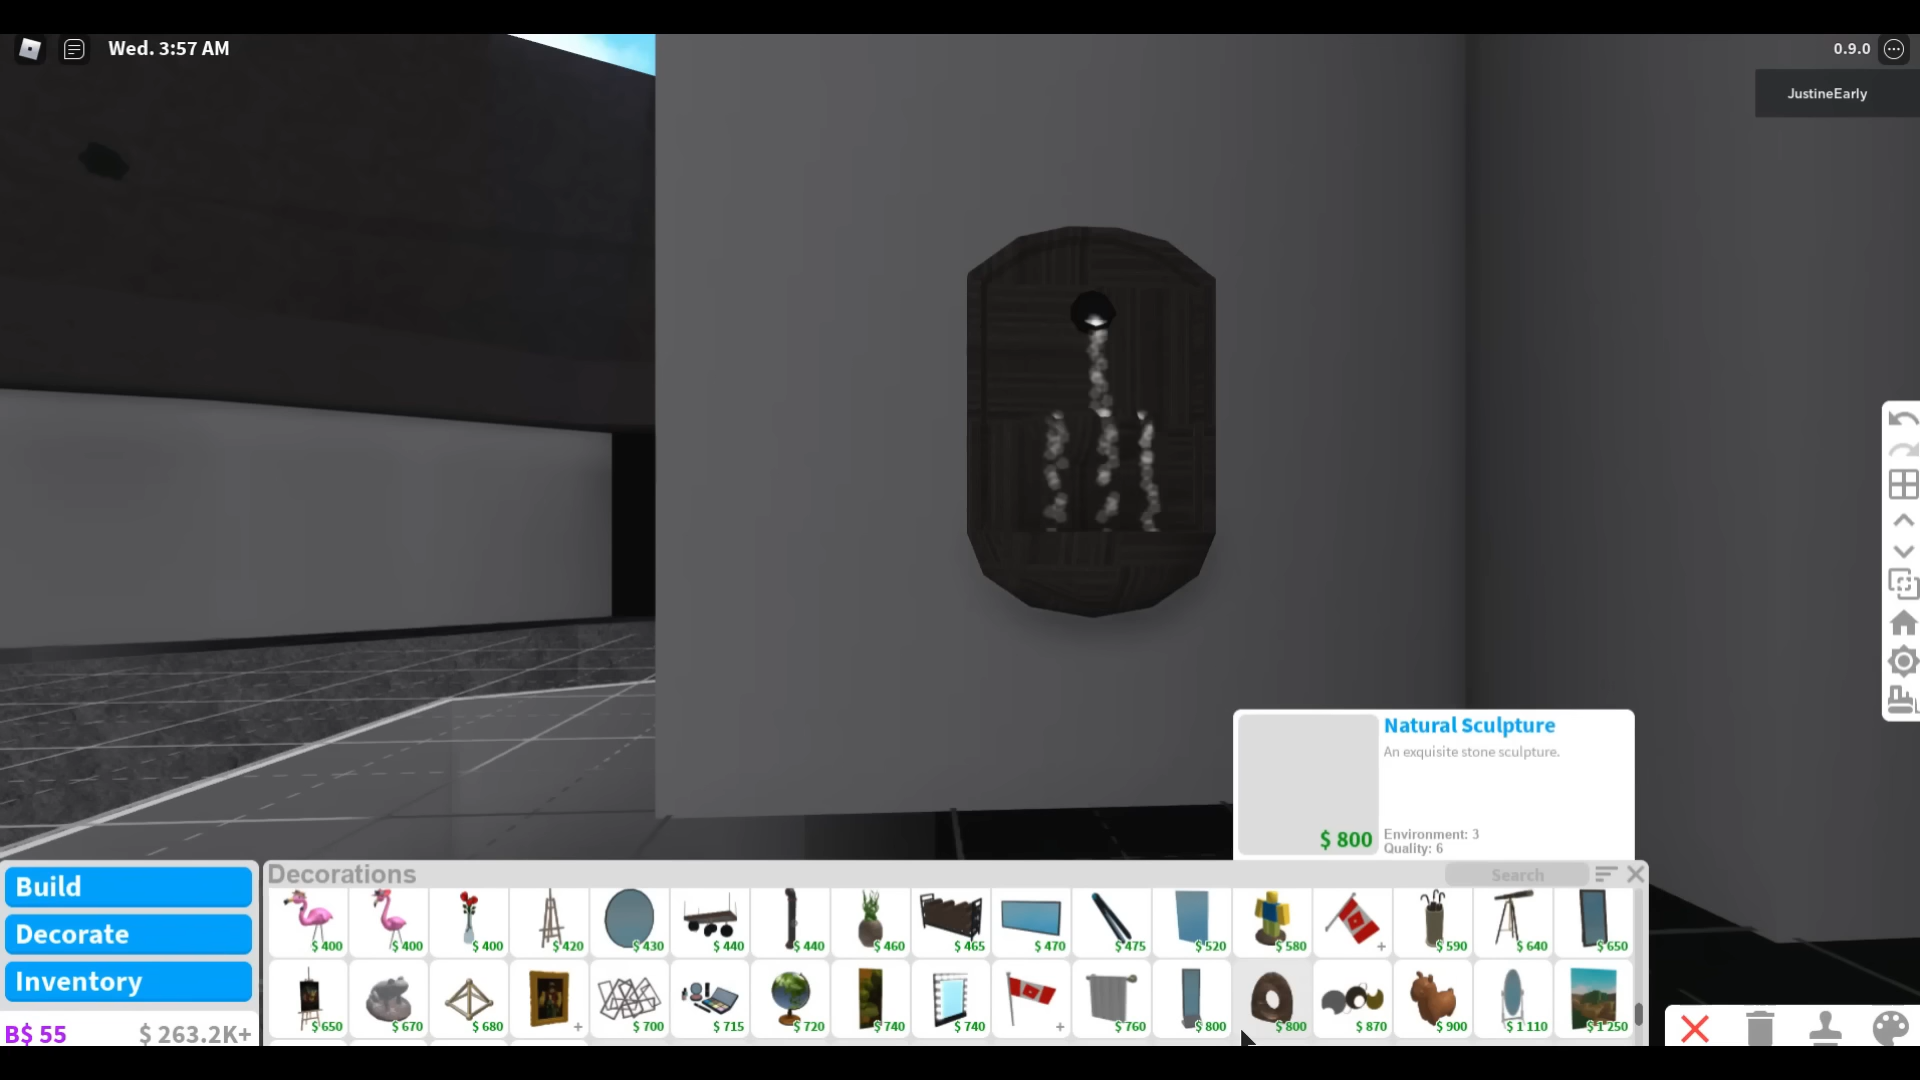 Wed. 3:57 AM
0.9.0
JustineEarly
Natural Sculpture
An exquisite stone sculpture.
$ 800
Environment: 3
Quality: 6
Build
Decorate
Inventory
B$ 55
$ 263.2K+
Decorations
Search
$ 400
$ 400
$ 400
$ 420
$ 430
$ 440
$ 440
$ 460
$ 465
$ 470
$ 475
$ 520
$ 580
+
$ 590
$ 640
$ 650
$ 650
$ 670
$ 680
+
$ 700
$ 715
$ 720
$ 740
$ 740
+
$ 760
$ 800
$ 800
$ 870
$ 900
$ 1 110
$ 1 250